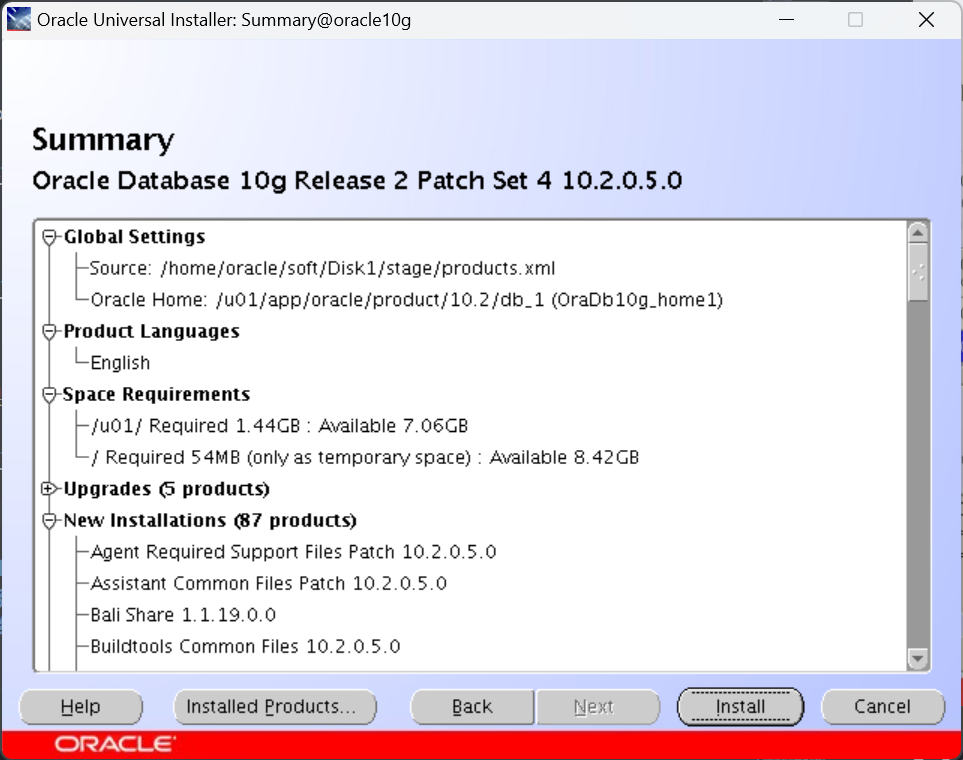 Oracle Universal Installer: Summary@oracle10g
Summary
Oracle Database 10g Release 2 Patch Set 4 10.2.0.5.0
Global Settings
Source: /home/oracle/soft/Disk1/stage/products.xml
Oracle Home: /u01/app/oracle/product/10.2/db_1 (OraDb10g_home1)
Product Languages
English
Space Requirements
/u01/ Required 1.44GB : Available 7.06GB
/ Required 54MB (only as temporary space) : Available 8.42GB
Upgrades (5 products)
New Installations (87 products)
Agent Required Support Files Patch 10.2.0.5.0
Assistant Common Files Patch 10.2.0.5.0
Bali Share 1.1.19.0.0
Buildtools Common Files 10.2.0.5.0
Help Installed Products... Back Next Install Cancel
ORACLE